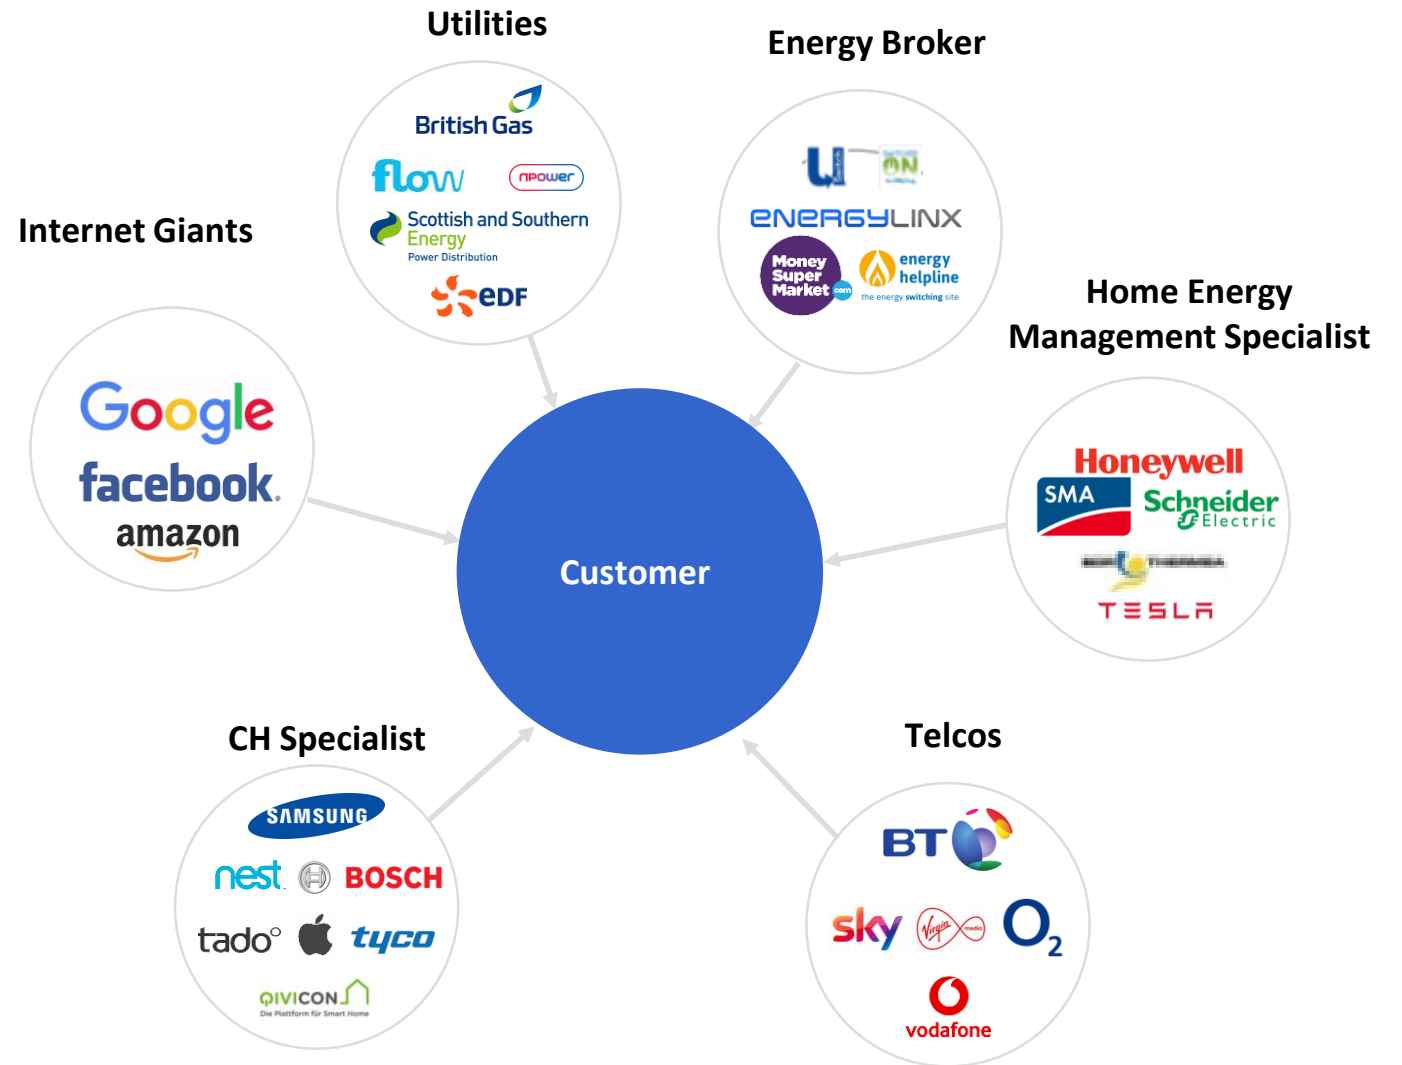 Utilities
Energy Broker
British Gas
flow
npower
Scottish and Southern
Energy
Power Distribution
eDF
U
Switch
ON
ENERGYLINX
Money
Super
Market
com
energy
helpline
the energy switching site
Internet Giants
Google
facebook.
amazon
Home Energy
Management Specialist
Honeywell
SMA
Schneider
Electric
TESLA
Customer
CH Specialist
SAMSUNG
nest
BOSCH
tado°
tyco
QIVICON
Die Plattform für Smart Home
Telcos
BT
sky
Virgin
media
O2
vodafone